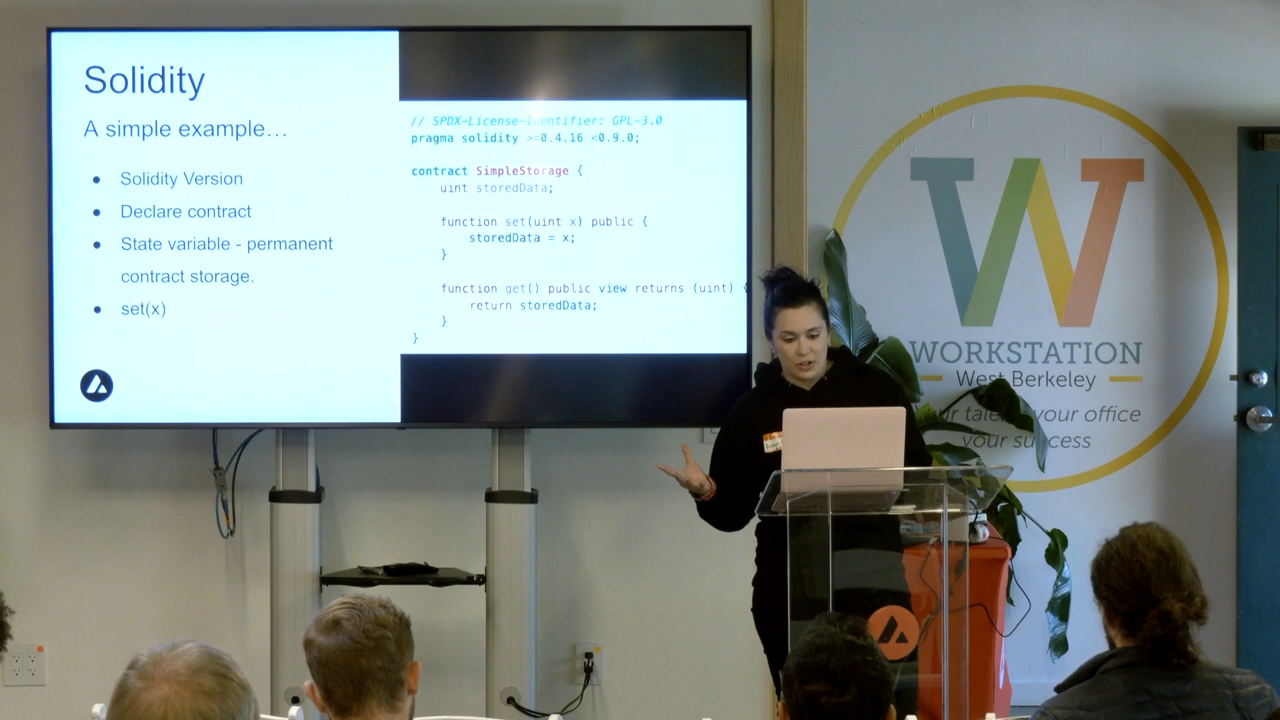 Solidity
A simple example…
● Solidity Version
● Declare contract
● State variable - permanent
contract storage.
● set(x)
// SPDX-License-Identifier: GPL-3.0
pragma solidity >=0.4.16 <0.9.0;
contract SimpleStorage {
uint storedData;
function set(uint x) public {
storedData = x;
}
function get() public view returns (uint) {
return storedData;
}
}
W
WORKSTATION
West Berkeley
your office
your success